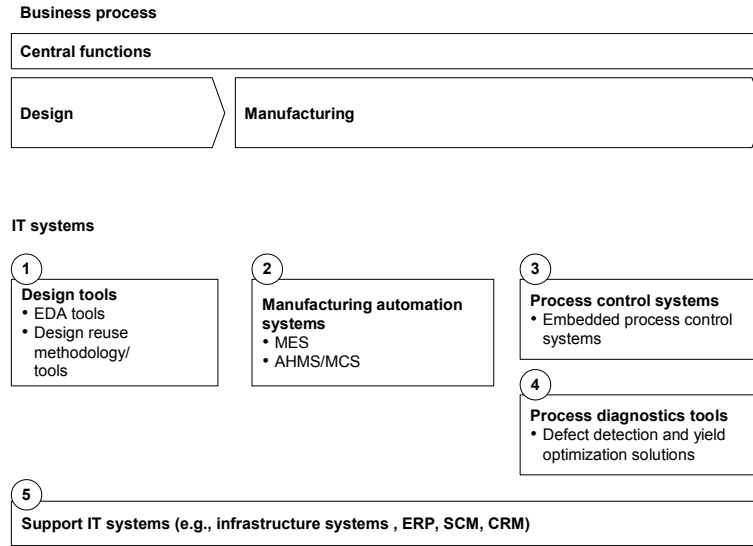 Business process
Central functions
Design
Manufacturing
IT systems
1
Design tools
• EDA tools
• Design reuse
methodology/
tools
2
Manufacturing automation
systems
• MES
• AHMS/MCS
3
Process control systems
• Embedded process control
systems
4
Process diagnostics tools
• Defect detection and yield
optimization solutions
5
Support IT systems (e.g., infrastructure systems , ERP, SCM, CRM)